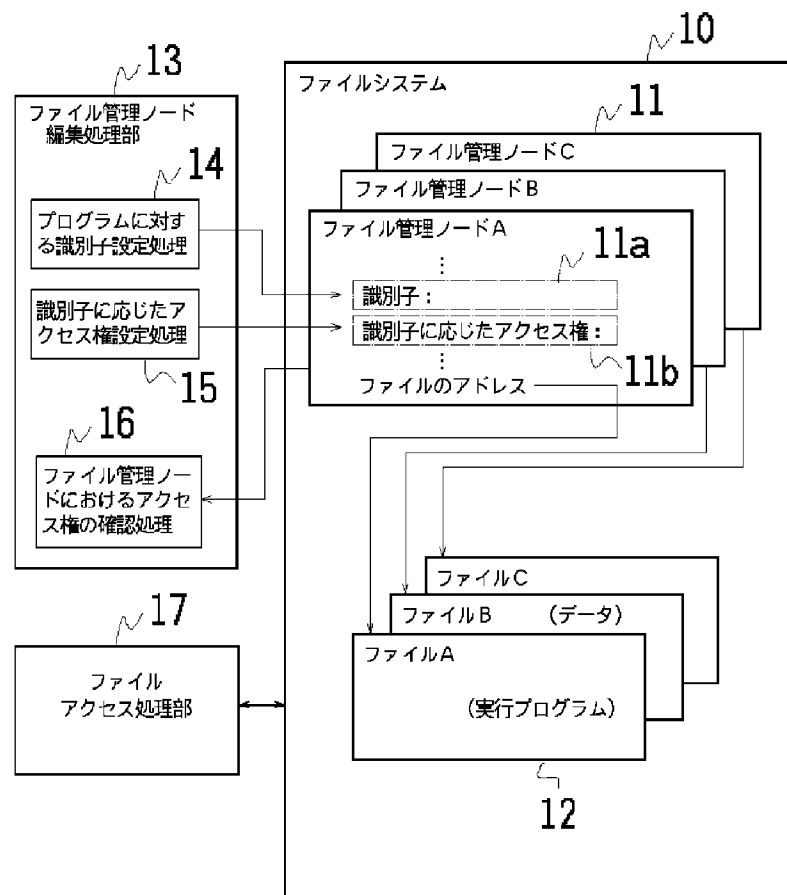 10
13
ファイルシステム
ファイル管理ノード
編集処理部
11
ファイル管理ノードC
14
ファイル管理ノードB
プログラムに対す
る識別子設定処理
ファイル管理ノードA
⋮
11a
識別子：
識別子に応じたア
クセス権設定処理
識別子に応じたアクセス権：
⋮
11b
15
ファイルのアドレス
16
ファイル管理ノー
ドにおけるアクセ
ス権の確認処理
ファイルC
ファイルB （データ）
17
ファイルA
ファイル
アクセス処理部
（実行プログラム）
12